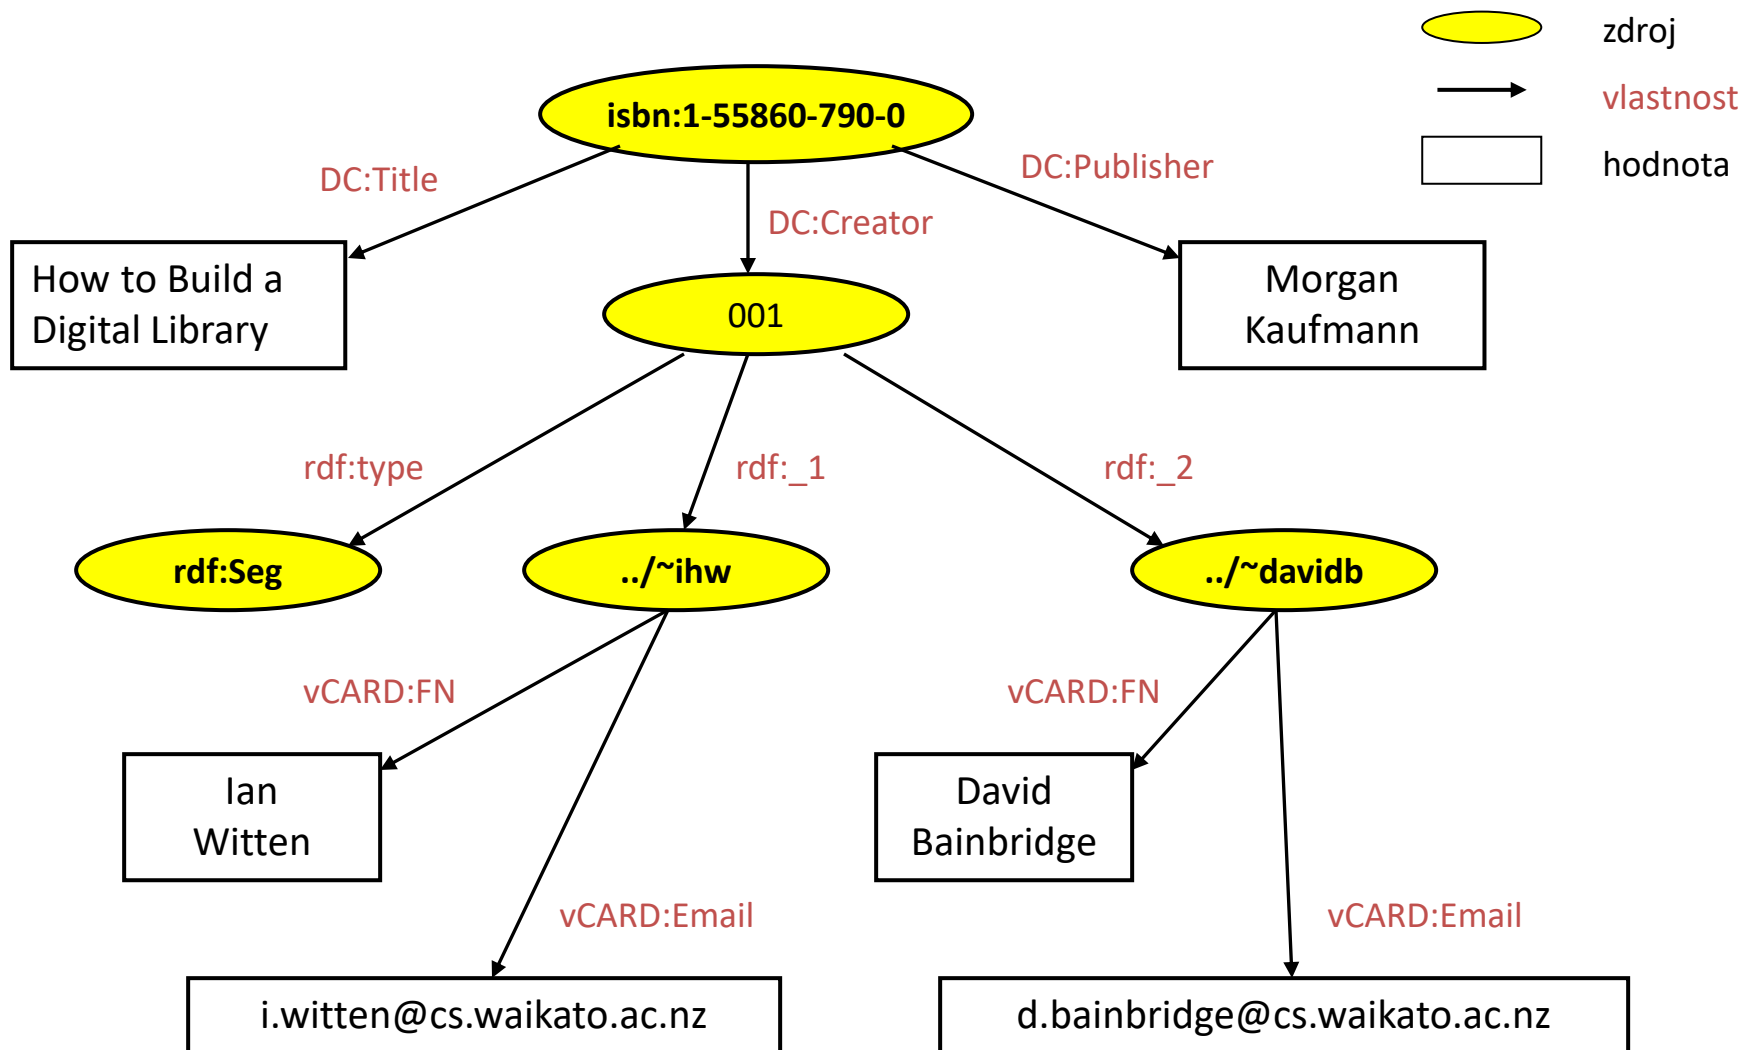 zdroj
isbn:1-55860-790-0
vlastnost
DC:Title
DC:Publisher
hodnota
DC:Creator
How to Build a
Digital Library
001
Morgan
Kaufmann
rdf:type
rdf:_1
rdf:_2
rdf:Seg
../~ihw
../~davidb
vCARD:FN
vCARD:FN
Ian
Witten
David
Bainbridge
vCARD:Email
vCARD:Email
i.witten@cs.waikato.ac.nz
d.bainbridge@cs.waikato.ac.nz